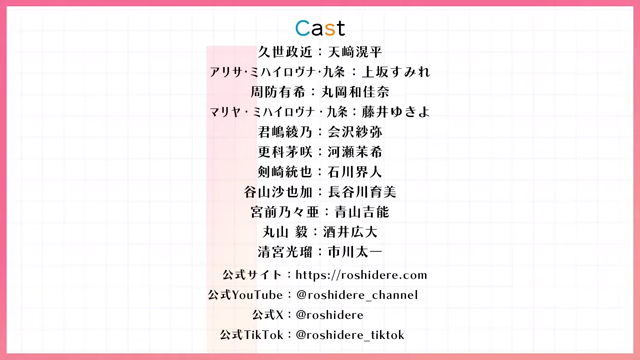 Cast
久世政近：天﨑滉平
アリサ・ミハイロヴナ・九条：上坂すみれ
周防有希：丸岡和佳奈
マリヤ・ミハイロヴナ・九条：藤井ゆきよ
君嶋綾乃：会沢紗弥
更科茅咲：河瀬茉希
剣崎統也：石川界人
谷山沙也加：長谷川育美
宮前乃々亜：青山吉能
丸山 毅：酒井広大
清宮光瑠：市川太一
公式サイト：https://roshidere.com
公式YouTube：@roshidere_channel
公式X：@roshidere
公式TikTok：@roshidere_tiktok